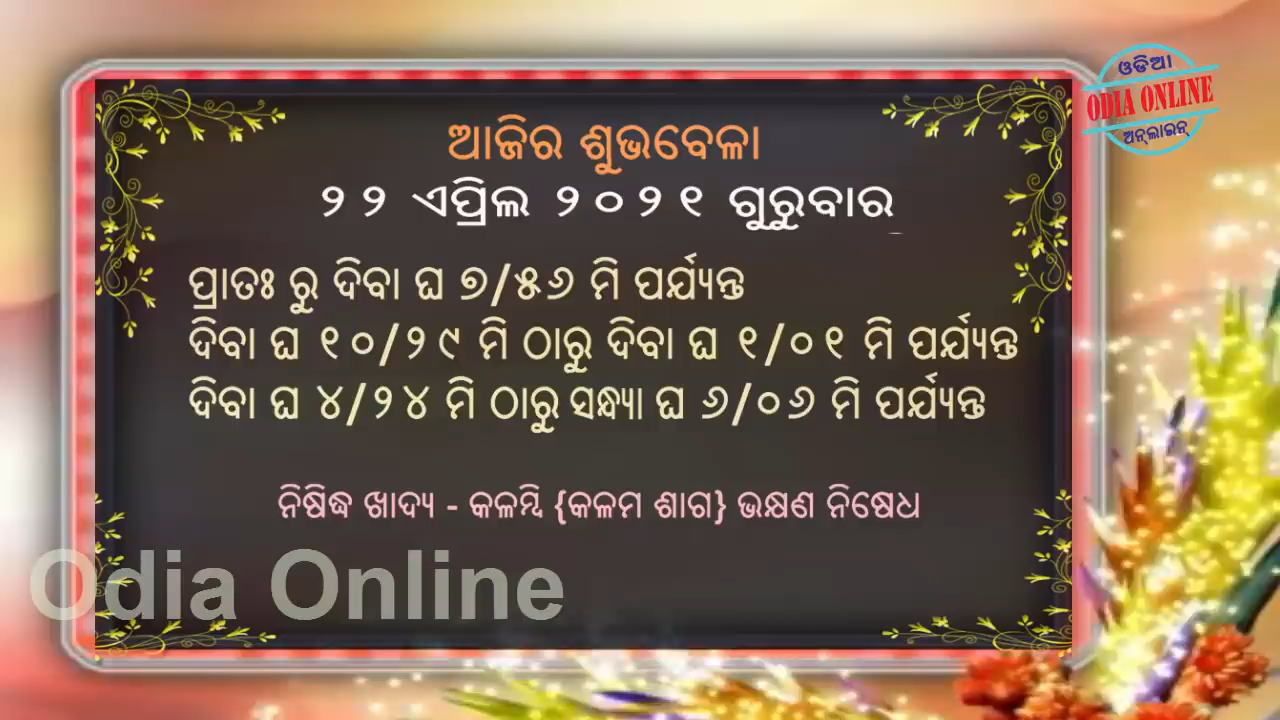 ଓଡିଆ
ODIA ONLINE
ଅନ୍‌ଲାଇନ୍
ଆଜିର ଶୁଭବେଳା
୨୨ ଏପ୍ରିଲ ୨୦୨୧ ଗୁରୁବାର
ପ୍ରାତଃ ରୁ ଦିବା ଘ ୭/୫୬ ମି ପର୍ଯ୍ୟନ୍ତ
ଦିବା ଘ ୧୦/୨୯ ମି ଠାରୁ ଦିବା ଘ ୧/୦୧ ମି ପର୍ଯ୍ୟନ୍ତ
ଦିବା ଘ ୪/୨୪ ମି ଠାରୁ ସନ୍ଧ୍ୟା ଘ ୬/୦୬ ମି ପର୍ଯ୍ୟନ୍ତ
ନିଷିଦ୍ଧ ଖାଦ୍ୟ - କଳମ୍ବି {କଳମ ଶାଗ} ଭକ୍ଷଣ ନିଷେଧ
Odia Online